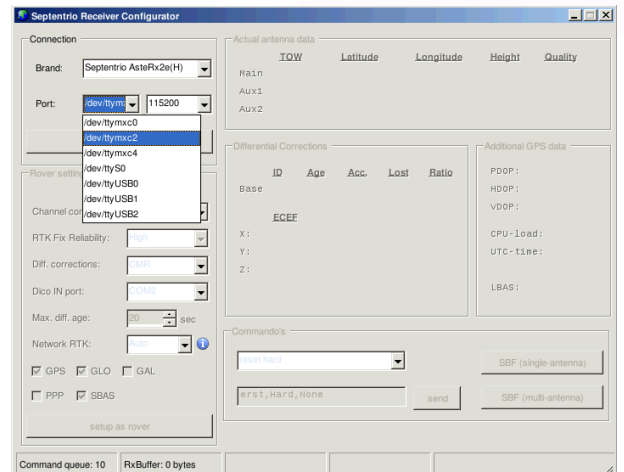 Septentrio Receiver Configurator
Connection
Brand: Septentrio AsteRx2e(H)
Port: /dev/ttymx 115200
/dev/ttymxc0
/dev/ttymxc2
/dev/ttymxc4
/dev/ttyS0
/dev/ttyUSB0
/dev/ttyUSB1
/dev/ttyUSB2
Rover settin
Channel con
RTK Fix Reliability: High
Diff. corrections: CMR
Dico IN port: COM2
Max. diff. age: 20 sec
Network RTK: Auto
GPS GLO GAL
PPP SBAS
setup as rover
Actual antenna data
TOW Latitude Longitude Height Quality
Main
Aux1
Aux2
Differential Corrections
ID Age Acc. Lost Ratio
Base
ECEF
X:
Y:
Z:
Additional GPS data
PDOP:
HDOP:
VDOP:
CPU-load:
UTC-time:
LBAS:
Commando's
reset hard
SBF (single-antenna)
erst,Hard,None send
SBF (multi-antenna)
Command queue: 10 RxBuffer: 0 bytes